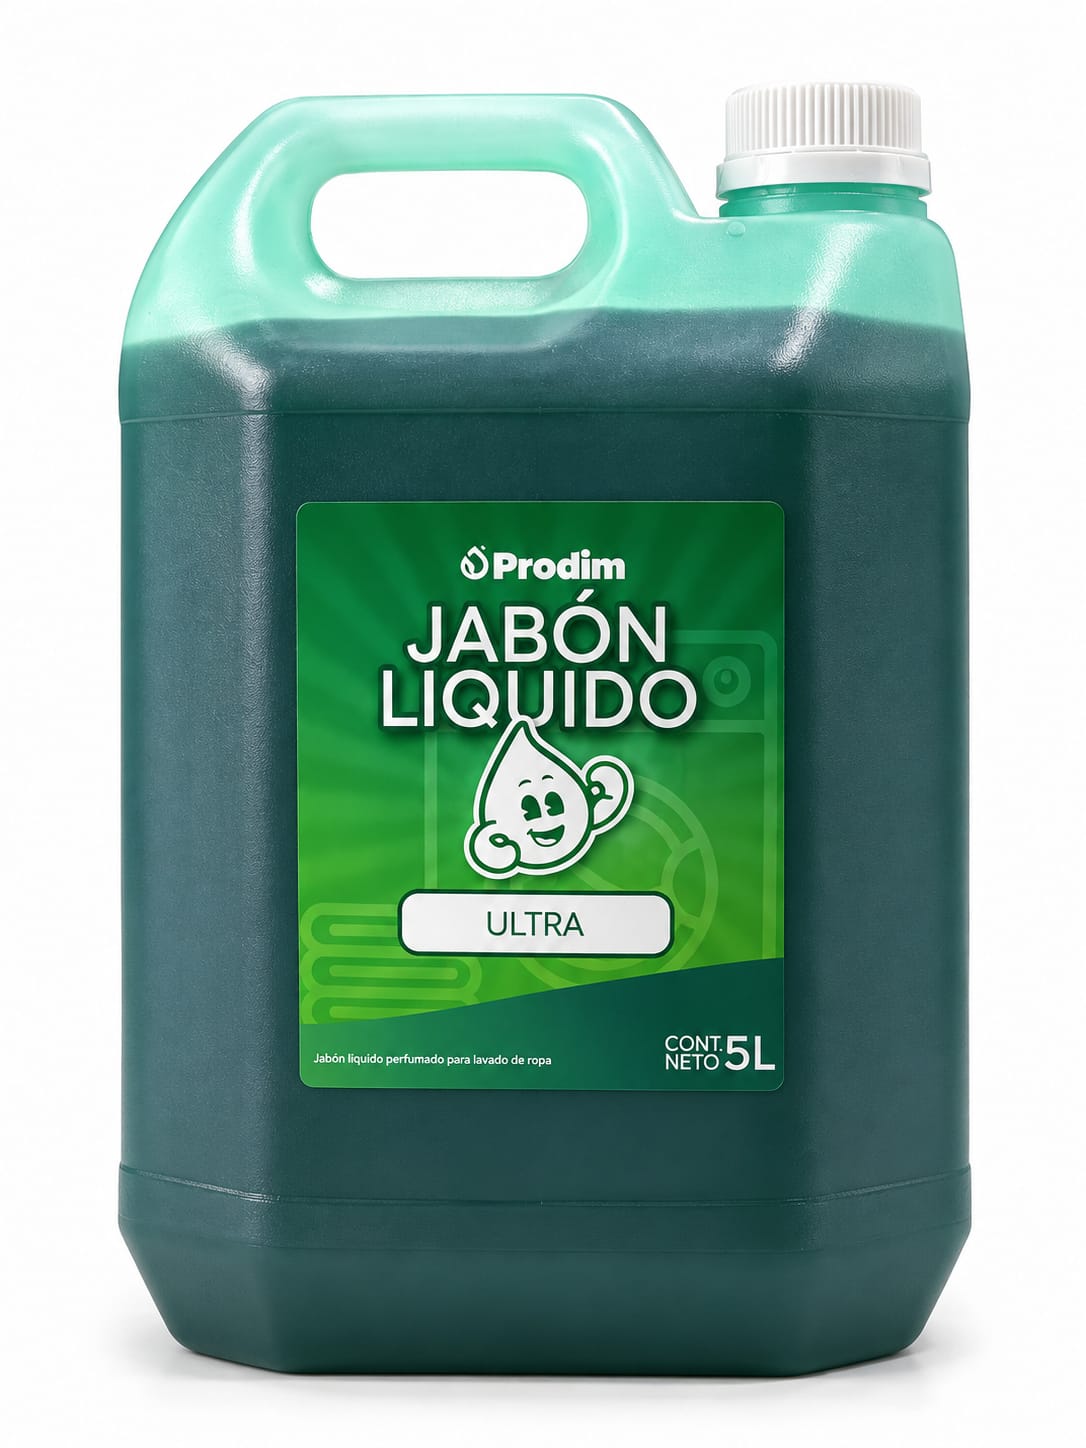 Prodim
JABÓN
LIQUIDO
ULTRA
Jabón liquido perfumado para lavado de ropa
CONT.
NETO 5L